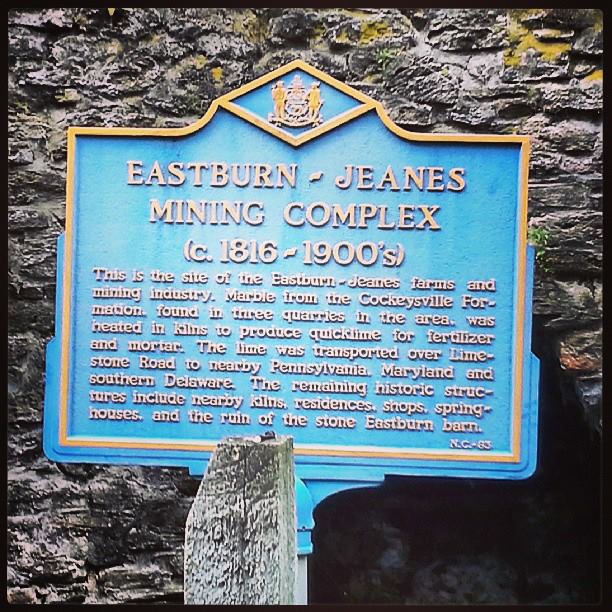 EASTBURN - JEANES
MINING COMPLEX
(c. 1816 - 1900's)
This is the site of the Eastburn-Jeanes farms and
mining industry. Marble from the Cockeysville For-
mation, found in three quarries in the area, was
heated in kilns to produce quicklime for fertilizer
and mortar. The lime was transported over Lime-
stone Road to nearby Pennsylvania, Maryland and
southern Delaware. The remaining historic struc-
tures include nearby kilns, residences, shops, spring-
houses, and the ruin of the stone Eastburn barn.
N.C.-83